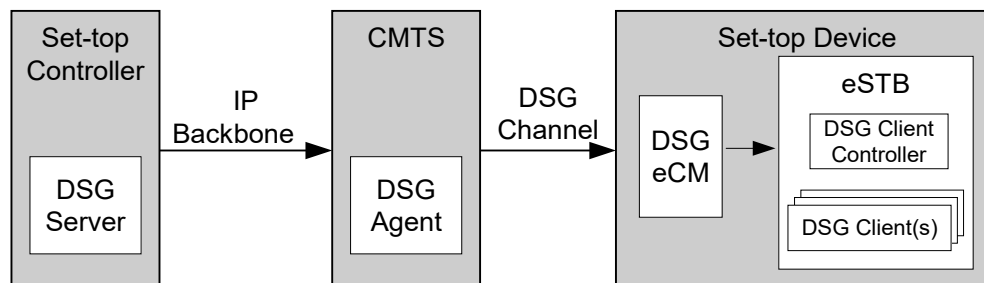 Set-top
Controller
DSG
Server
IP
Backbone
CMTS
DSG
Agent
DSG
Channel
Set-top Device
DSG
eCM
eSTB
DSG Client
Controller
DSG Client(s)